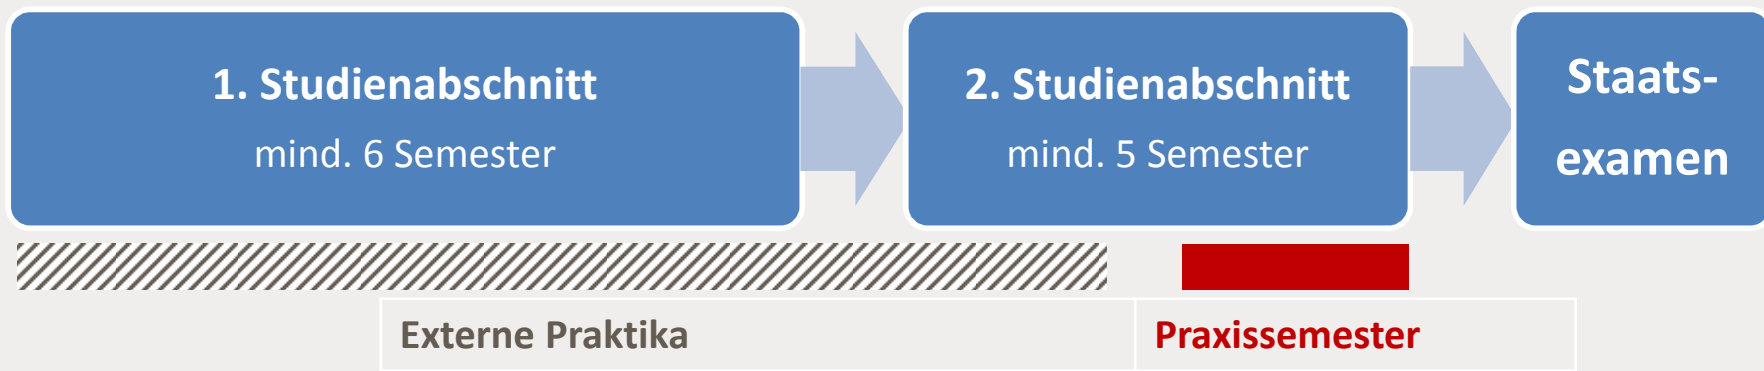 1. Studienabschnitt
mind. 6 Semester
2. Studienabschnitt
mind. 5 Semester
Staats-
examen
Externe Praktika
Praxissemester